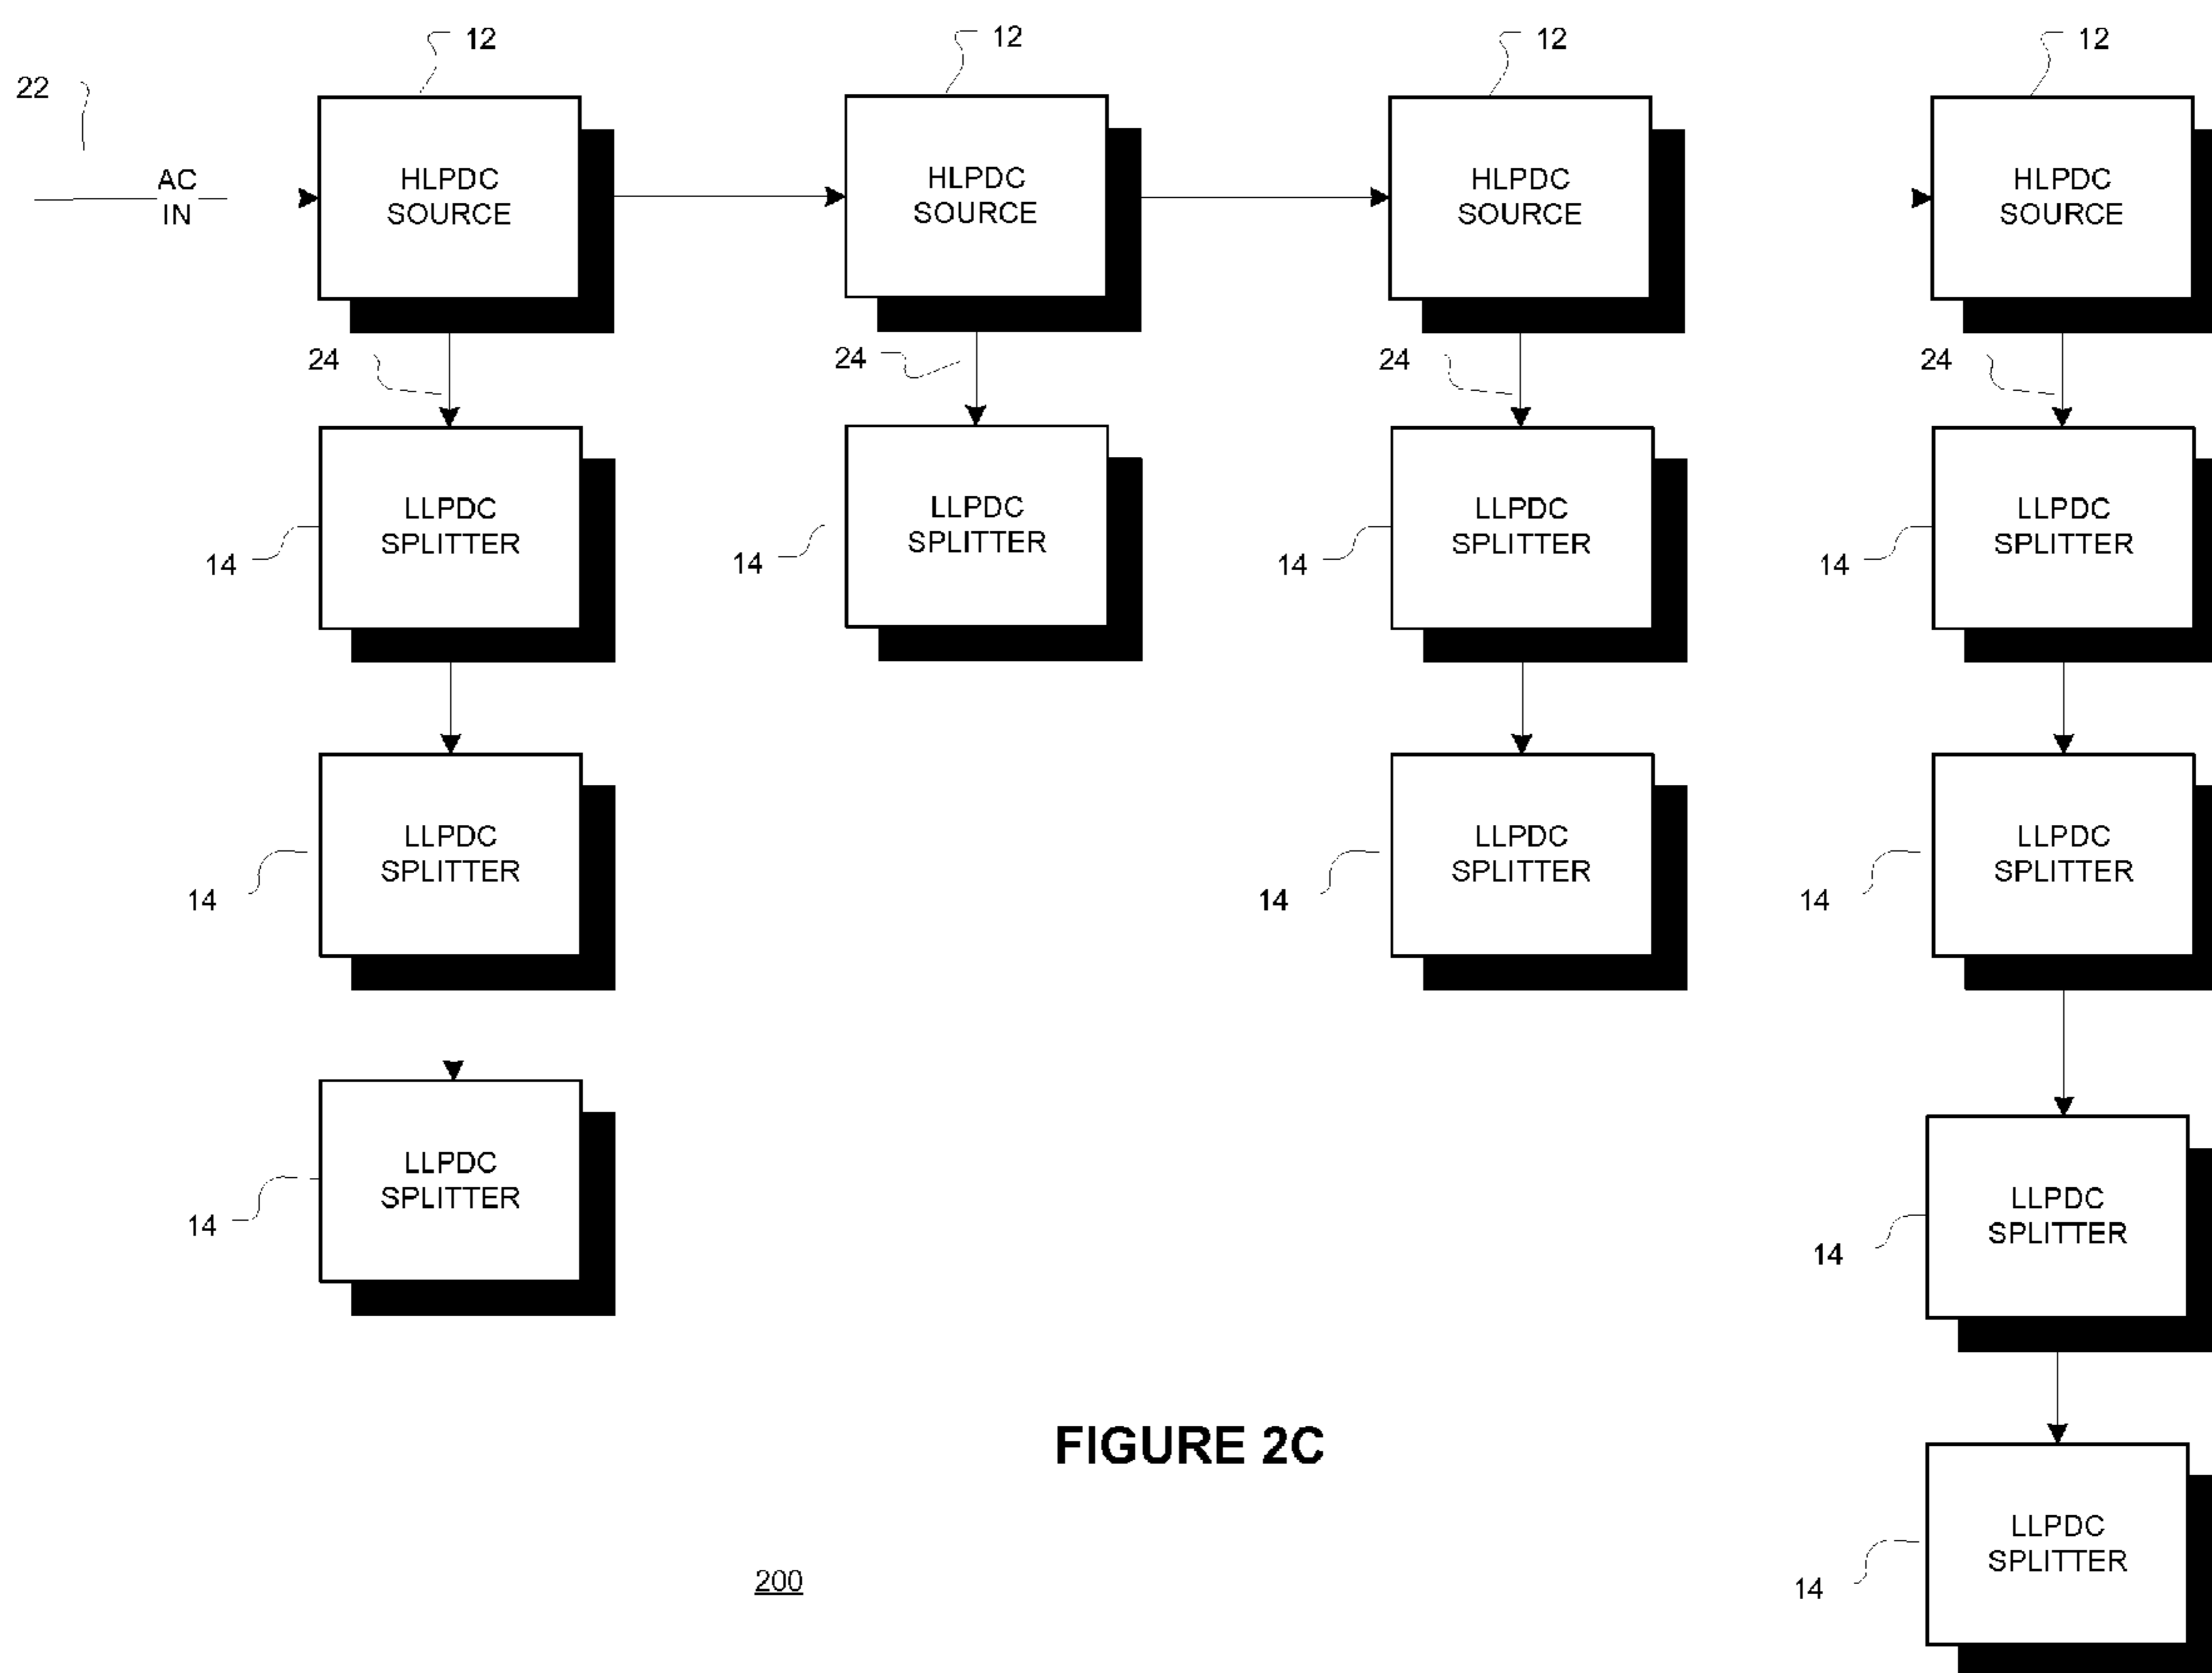 12
12
12
12
22
AC
IN
HLPDC
SOURCE
HLPDC
SOURCE
HLPDC
SOURCE
HLPDC
SOURCE
24
24
24
24
LLPDC
SPLITTER
LLPDC
SPLITTER
LLPDC
SPLITTER
LLPDC
SPLITTER
14
14
14
14
LLPDC
SPLITTER
LLPDC
SPLITTER
LLPDC
SPLITTER
14
14
14
LLPDC
SPLITTER
14
LLPDC
SPLITTER
14
FIGURE 2C
LLPDC
SPLITTER
14
200